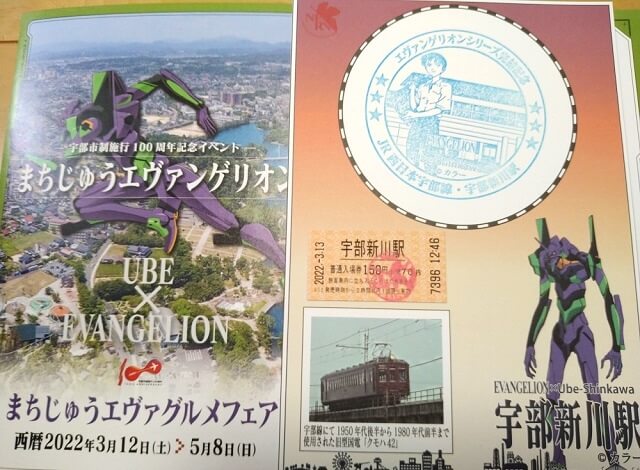 宇部市制施行100周年記念イベント
まちじゅうエヴァンゲリオン
UBE
×
EVANGELION
100
まちじゅうエヴァグルメフェア
西暦2022年3月12日(土) 5月8日(日)
エヴァンゲリオンシリーズ
EVANGELION
©カラー
JR西日本宇部線・宇部新川駅
2022.-3.13
宇部新川駅
普通入場券 150円
7396 12:46
宇部線にて1950年代後半から1980年代前半まで
使用された旧型国電「クモハ42」
EVANGELION×Ube-Shinkawa
宇部新川駅
©カラー